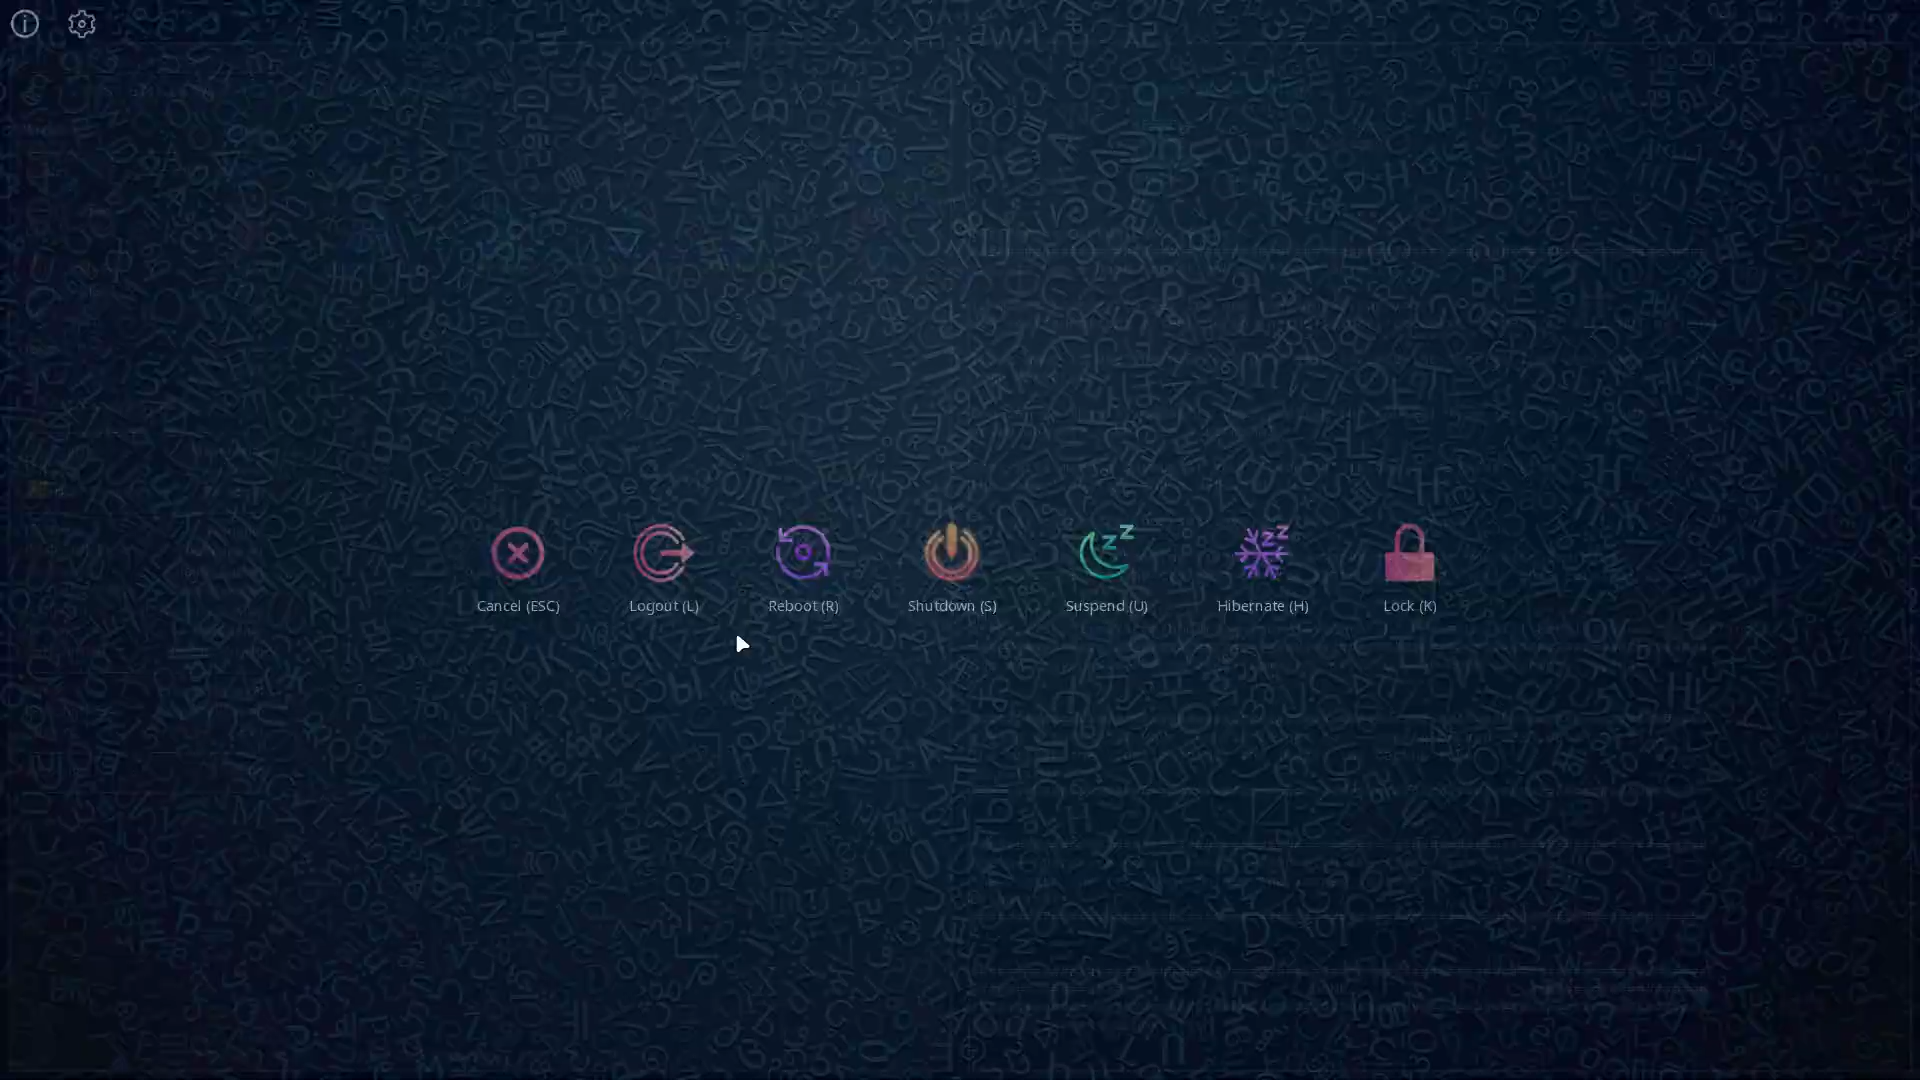 Cancel (ESC)
Logout (L)
Reboot (R)
Shutdown (S)
Suspend (U)
Hibernate (H)
Lock (K)